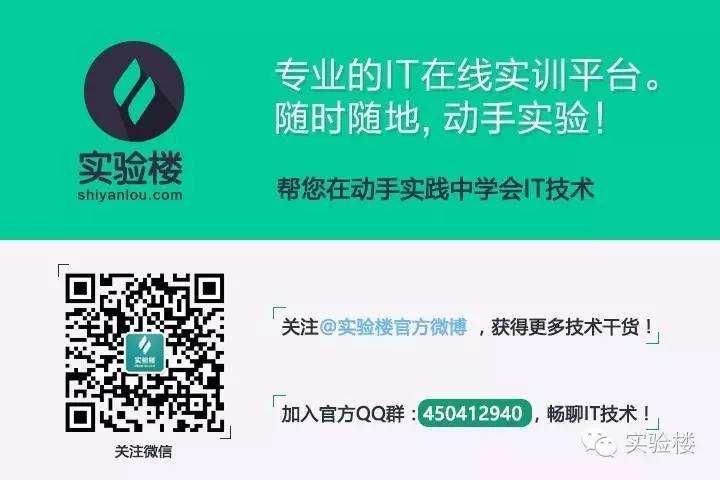 专业的IT在线实训平台。
随时随地, 动手实验!
实验楼
shiyanlou.com
帮您在动手实践中学会IT技术
实验楼
关注@实验楼官方微博 ，获得更多技术干货！
加入官方QQ群：450412940 ，畅聊IT技术！
关注微信
实验楼